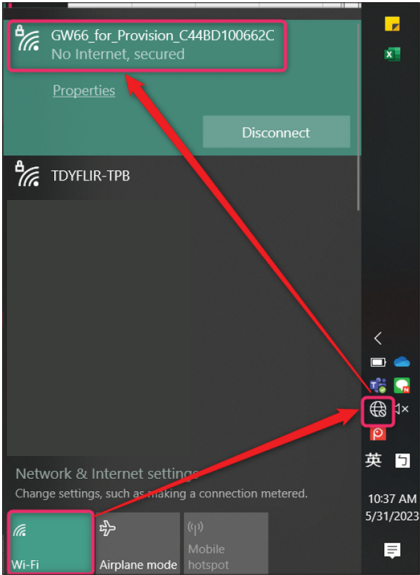 GW66_for_Provision_C44BD100662C
No Internet, secured
Properties
Disconnect
TDYFLIR-TPB
Network & Internet settings
Change settings, such as making a connection metered.
Wi-Fi
Airplane mode
Mobile
hotspot
英 ㄅ
10:37 AM
5/31/2023